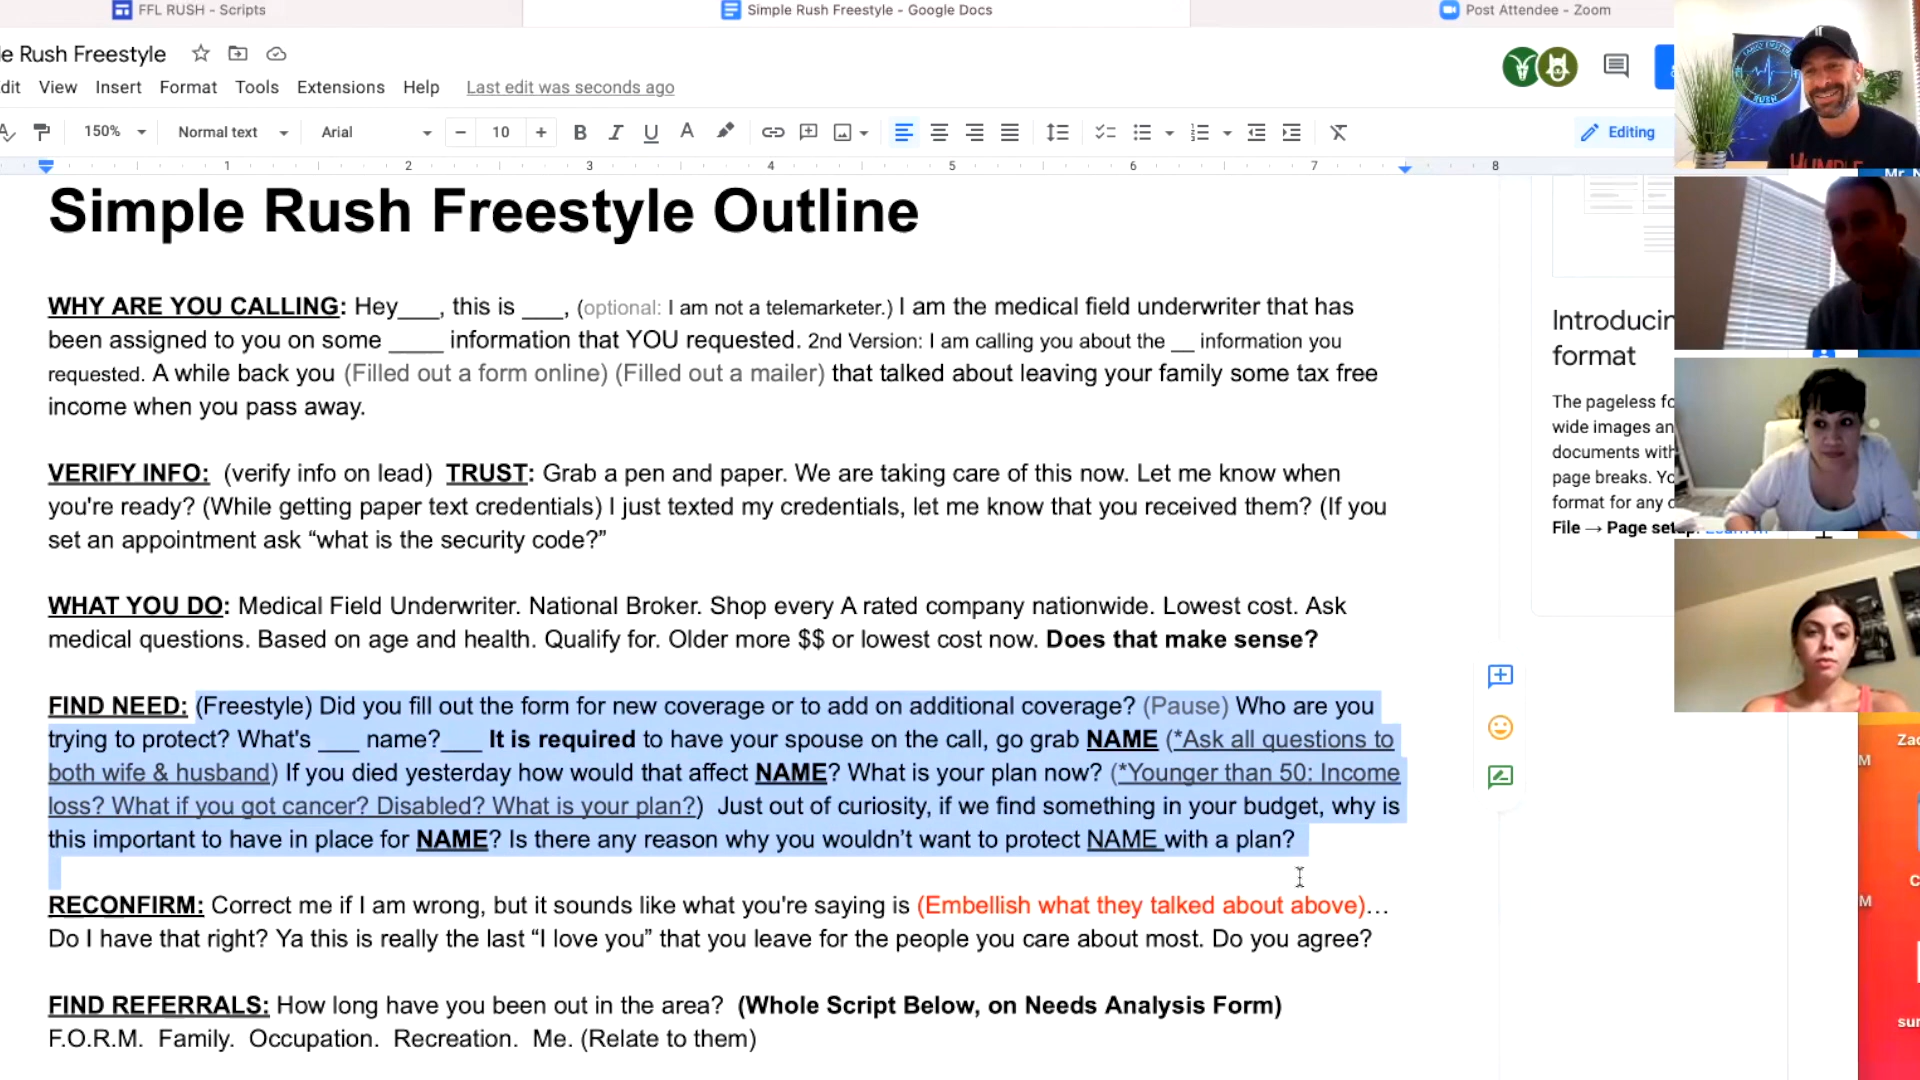 FFL RUSH - Scripts
Simple Rush Freestyle - Google Docs
Post Attendee - Zoom
le Rush Freestyle
dit View Insert Format Tools Extensions Help Last edit was seconds ago
150% Normal text Arial 10 Editing
1 2 3 4 5 6 7 8
Simple Rush Freestyle Outline
WHY ARE YOU CALLING: Hey___, this is ___, (optional: I am not a telemarketer.) I am the medical field underwriter that has
been assigned to you on some ____ information that YOU requested. 2nd Version: I am calling you about the __ information you
requested. A while back you (Filled out a form online) (Filled out a mailer) that talked about leaving your family some tax free
income when you pass away.
VERIFY INFO: (verify info on lead) TRUST: Grab a pen and paper. We are taking care of this now. Let me know when
you're ready? (While getting paper text credentials) I just texted my credentials, let me know that you received them? (If you
set an appointment ask “what is the security code?”
WHAT YOU DO: Medical Field Underwriter. National Broker. Shop every A rated company nationwide. Lowest cost. Ask
medical questions. Based on age and health. Qualify for. Older more $$ or lowest cost now. Does that make sense?
FIND NEED: (Freestyle) Did you fill out the form for new coverage or to add on additional coverage? (Pause) Who are you
trying to protect? What's ___ name?___ It is required to have your spouse on the call, go grab NAME (*Ask all questions to
both wife & husband) If you died yesterday how would that affect NAME? What is your plan now? (*Younger than 50: Income
loss? What if you got cancer? Disabled? What is your plan?) Just out of curiosity, if we find something in your budget, why is
this important to have in place for NAME? Is there any reason why you wouldn’t want to protect NAME with a plan?
RECONFIRM: Correct me if I am wrong, but it sounds like what you're saying is (Embellish what they talked about above)…
Do I have that right? Ya this is really the last “I love you” that you leave for the people you care about most. Do you agree?
FIND REFERRALS: How long have you been out in the area? (Whole Script Below, on Needs Analysis Form)
F.O.R.M. Family. Occupation. Recreation. Me. (Relate to them)
Introducin
format
The pageless fo
wide images an
documents with
page breaks. Yo
format for any d
File → Page setup.
RUSH
HUMBLE
Mr. N
Zac
M
C
M
sur